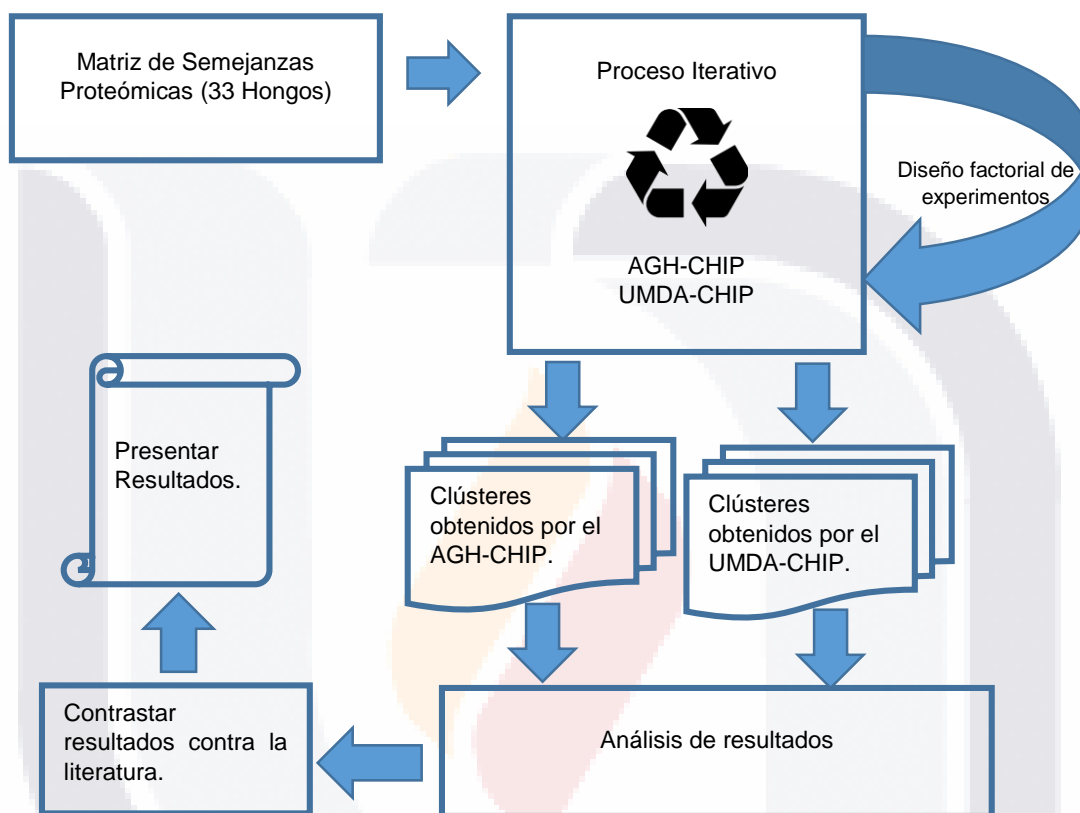 Matriz de Semejanzas
Proteómicas (33 Hongos)
Proceso Iterativo
AGH-CHIP
UMDA-CHIP
Diseño factorial de
experimentos
Clústeres
obtenidos por el
AGH-CHIP.
Clústeres
obtenidos por el
UMDA-CHIP.
Análisis de resultados
Contrastar
resultados contra la
literatura.
Presentar
Resultados.